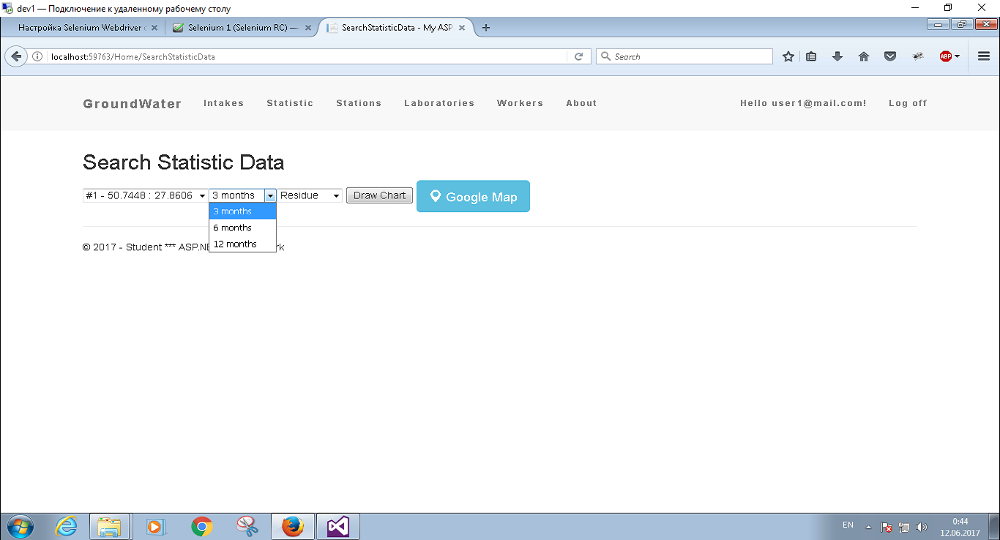 dev1 — Подключение к удаленному рабочему столу
Настройка Selenium Webdriver
Selenium 1 (Selenium RC) —
SearchStatisticData - My ASP
localhost:59763/Home/SearchStatisticData
Search
ABP
GroundWater Intakes Statistic Stations Laboratories Workers About Hello user1@mail.com! Log off
Search Statistic Data
#1 - 50.7448 : 27.8606 3 months Residue Draw Chart Google Map
3 months
6 months
12 months
© 2017 - Student *** ASP.NE
EN
0:44
12.06.2017